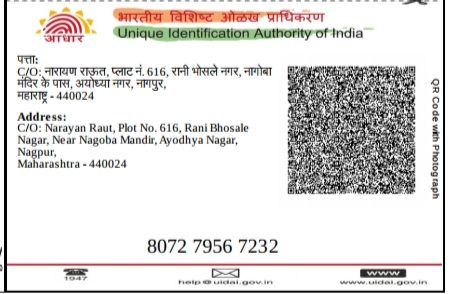 भारतीय विशिष्ट ओळख प्राधिकरण
Unique Identification Authority of India
आधार
पत्ता:
C/O: नारायण राऊत, प्लाट नं. 616, रानी भोसले नगर, नागोबा
मंदिर के पास, अयोध्या नगर, नागपुर,
महाराष्ट्र - 440024
Address:
C/O: Narayan Raut, Plot No. 616, Rani Bhosale
Nagar, Near Nagoba Mandir, Ayodhya Nagar,
Nagpur,
Maharashtra - 440024
QR Code with Photograph
8072 7956 7232
1947
help@uidai.gov.in
www
www.uidai.gov.in